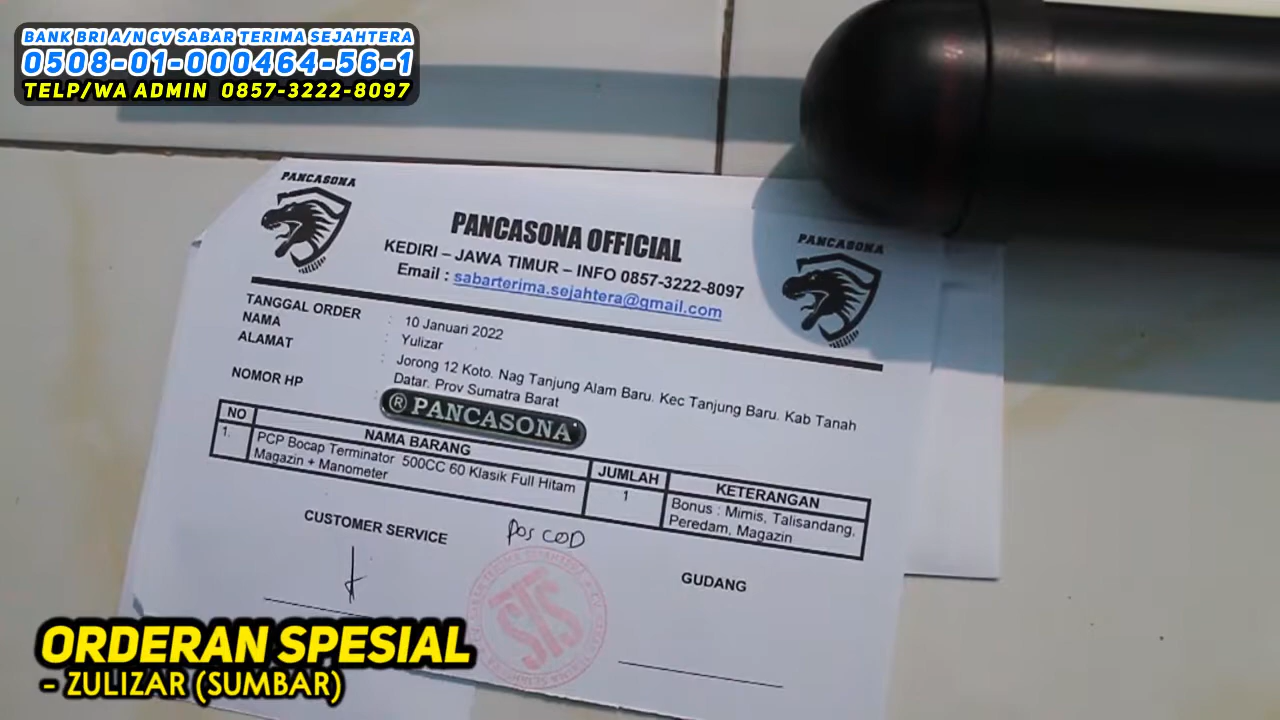 BANK BRI A/N CV SABAR TERIMA SEJAHTERA
0508-01-000464-56-1
TELP/WA ADMIN 0857-3222-8097
PANCASONA
PANCASONA OFFICIAL
KEDIRI – JAWA TIMUR – INFO 0857-3222-8097
Email : sabarterima.sejahtera@gmail.com
PANCASONA
TANGGAL ORDER : 10 Januari 2022
NAMA : Yulizar
ALAMAT : Jorong 12 Koto. Nag Tanjung Alam Baru. Kec Tanjung Baru. Kab Tanah
Datar. Prov Sumatra Barat
NOMOR HP :
® PANCASONA
NO NAMA BARANG JUMLAH KETERANGAN
1. PCP Bocap Terminator 500CC 60 Klasik Full Hitam 1 Bonus : Mimis, Talisandang,
Magazin + Manometer Peredam, Magazin
CUSTOMER SERVICE Pos COD GUDANG
STS
ORDERAN SPESIAL
- ZULIZAR (SUMBAR)